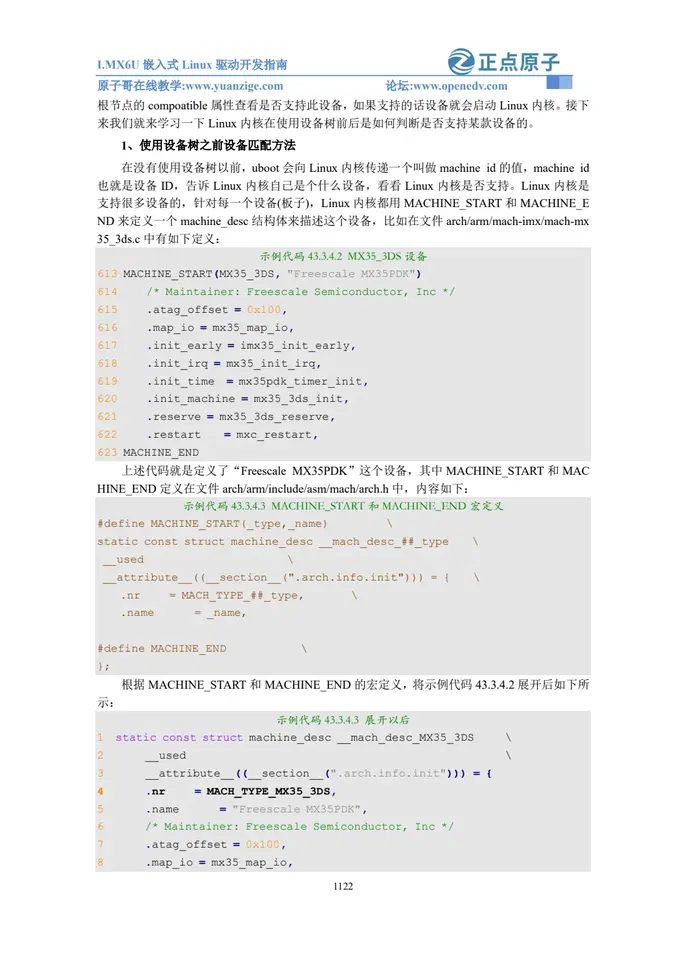 I.MX6U 嵌入式 Linux 驱动开发指南
正点原子
原子哥在线教学:www.yuanzige.com 论坛:www.openedv.com
根节点的 compoatible 属性查看是否支持此设备，如果支持的话设备就会启动 Linux 内核。接下
来我们就来学习一下 Linux 内核在使用设备树前后是如何判断是否支持某款设备的。
1、使用设备树之前设备匹配方法
在没有使用设备树以前，uboot 会向 Linux 内核传递一个叫做 machine id 的值，machine id
也就是设备 ID，告诉 Linux 内核自己是个什么设备，看看 Linux 内核是否支持。Linux 内核是
支持很多设备的，针对每一个设备(板子)，Linux 内核都用 MACHINE_START 和 MACHINE_E
ND 来定义一个 machine_desc 结构体来描述这个设备，比如在文件 arch/arm/mach-imx/mach-mx
35_3ds.c 中有如下定义：
示例代码 43.3.4.2 MX35_3DS 设备
613 MACHINE_START(MX35_3DS, "Freescale MX35PDK")
614 /* Maintainer: Freescale Semiconductor, Inc */
615 .atag_offset = 0x100,
616 .map_io = mx35_map_io,
617 .init_early = imx35_init_early,
618 .init_irq = mx35_init_irq,
619 .init_time = mx35pdk_timer_init,
620 .init_machine = mx35_3ds_init,
621 .reserve = mx35_3ds_reserve,
622 .restart = mxc_restart,
623 MACHINE_END
上述代码就是定义了“Freescale MX35PDK”这个设备，其中 MACHINE_START 和 MAC
HINE_END 定义在文件 arch/arm/include/asm/mach/arch.h 中，内容如下：
示例代码 43.3.4.3 MACHINE_START 和 MACHINE_END 宏定义
#define MACHINE_START(_type,_name) \
static const struct machine_desc __mach_desc_##_type \
__used \
__attribute__((__section__(".arch.info.init"))) = { \
.nr = MACH_TYPE_##_type, \
.name = _name,
#define MACHINE_END \
};
根据 MACHINE_START 和 MACHINE_END 的宏定义，将示例代码 43.3.4.2 展开后如下所
示：
示例代码 43.3.4.3 展开以后
1 static const struct machine_desc __mach_desc_MX35_3DS \
2 __used \
3 __attribute__((__section__(".arch.info.init"))) = {
4 .nr = MACH_TYPE_MX35_3DS,
5 .name = "Freescale MX35PDK",
6 /* Maintainer: Freescale Semiconductor, Inc */
7 .atag_offset = 0x100,
8 .map_io = mx35_map_io,
1122